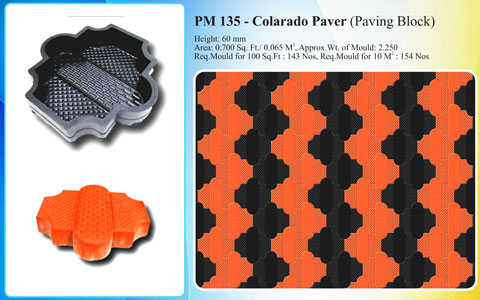 PM 135 - Colarado Paver (Paving Block)
Height: 60 mm
Area: 0.700 Sq. Ft./ 0.065 M², Approx.Wt. of Mould: 2.250
Req.Mould for 100 Sq.Ft : 143 Nos, Req.Mould for 10 M² : 154 Nos